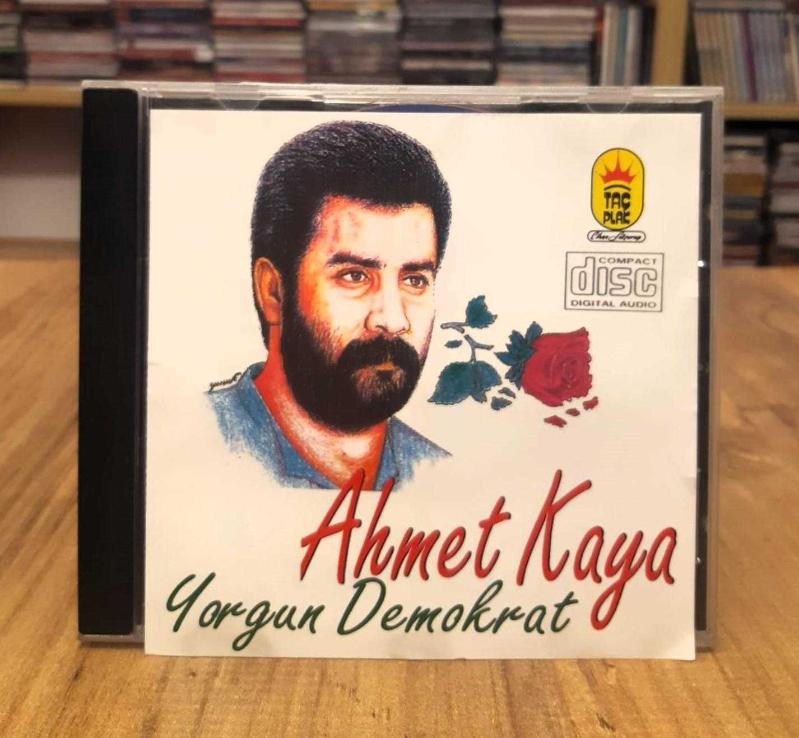 TAÇ
PLAK
COMPACT
disc
DIGITAL AUDIO
Ahmet Kaya
Yorgun Demokrat